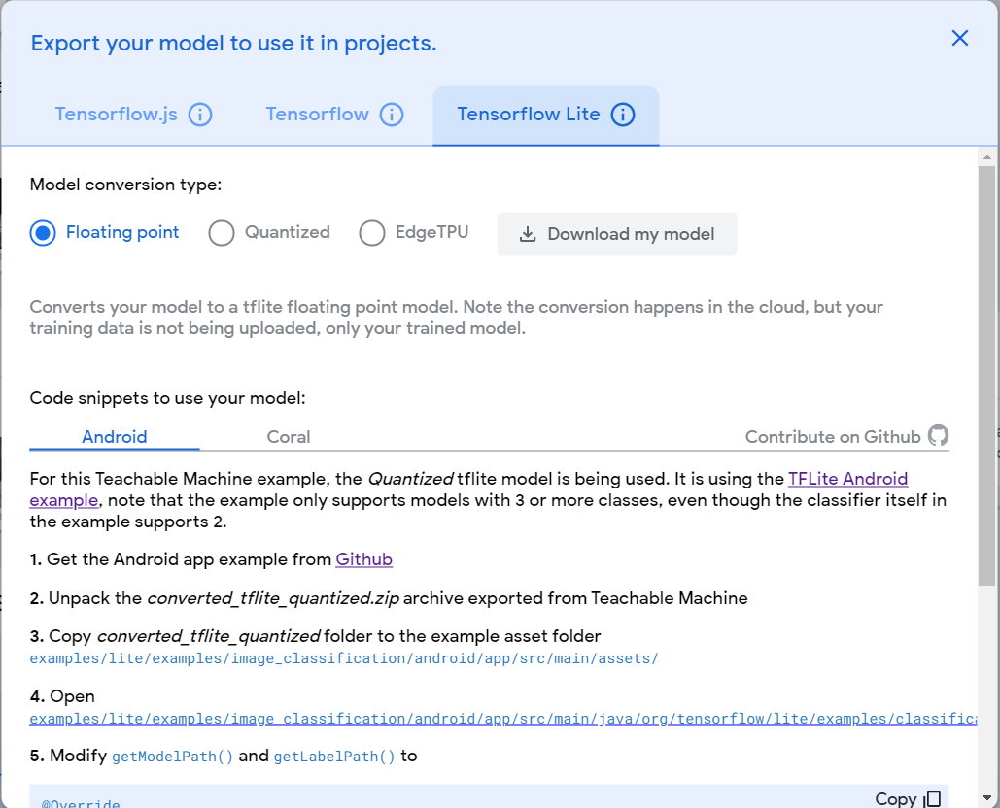 Export your model to use it in projects.
Tensorflow.js
Tensorflow
Tensorflow Lite
Model conversion type:
Floating point
Quantized
EdgeTPU
Download my model
Converts your model to a tflite floating point model. Note the conversion happens in the cloud, but your
training data is not being uploaded, only your trained model.
Code snippets to use your model:
Android
Coral
Contribute on Github
For this Teachable Machine example, the Quantized tflite model is being used. It is using the TFLite Android
example, note that the example only supports models with 3 or more classes, even though the classifier itself in
the example supports 2.
1. Get the Android app example from Github
2. Unpack the converted_tflite_quantized.zip archive exported from Teachable Machine
3. Copy converted_tflite_quantized folder to the example asset folder
examples/lite/examples/image_classification/android/app/src/main/assets/
4. Open
examples/lite/examples/image_classification/android/app/src/main/java/org/tensorflow/lite/examples/classifica
5. Modify getModelPath() and getLabelPath() to
@Override
Copy